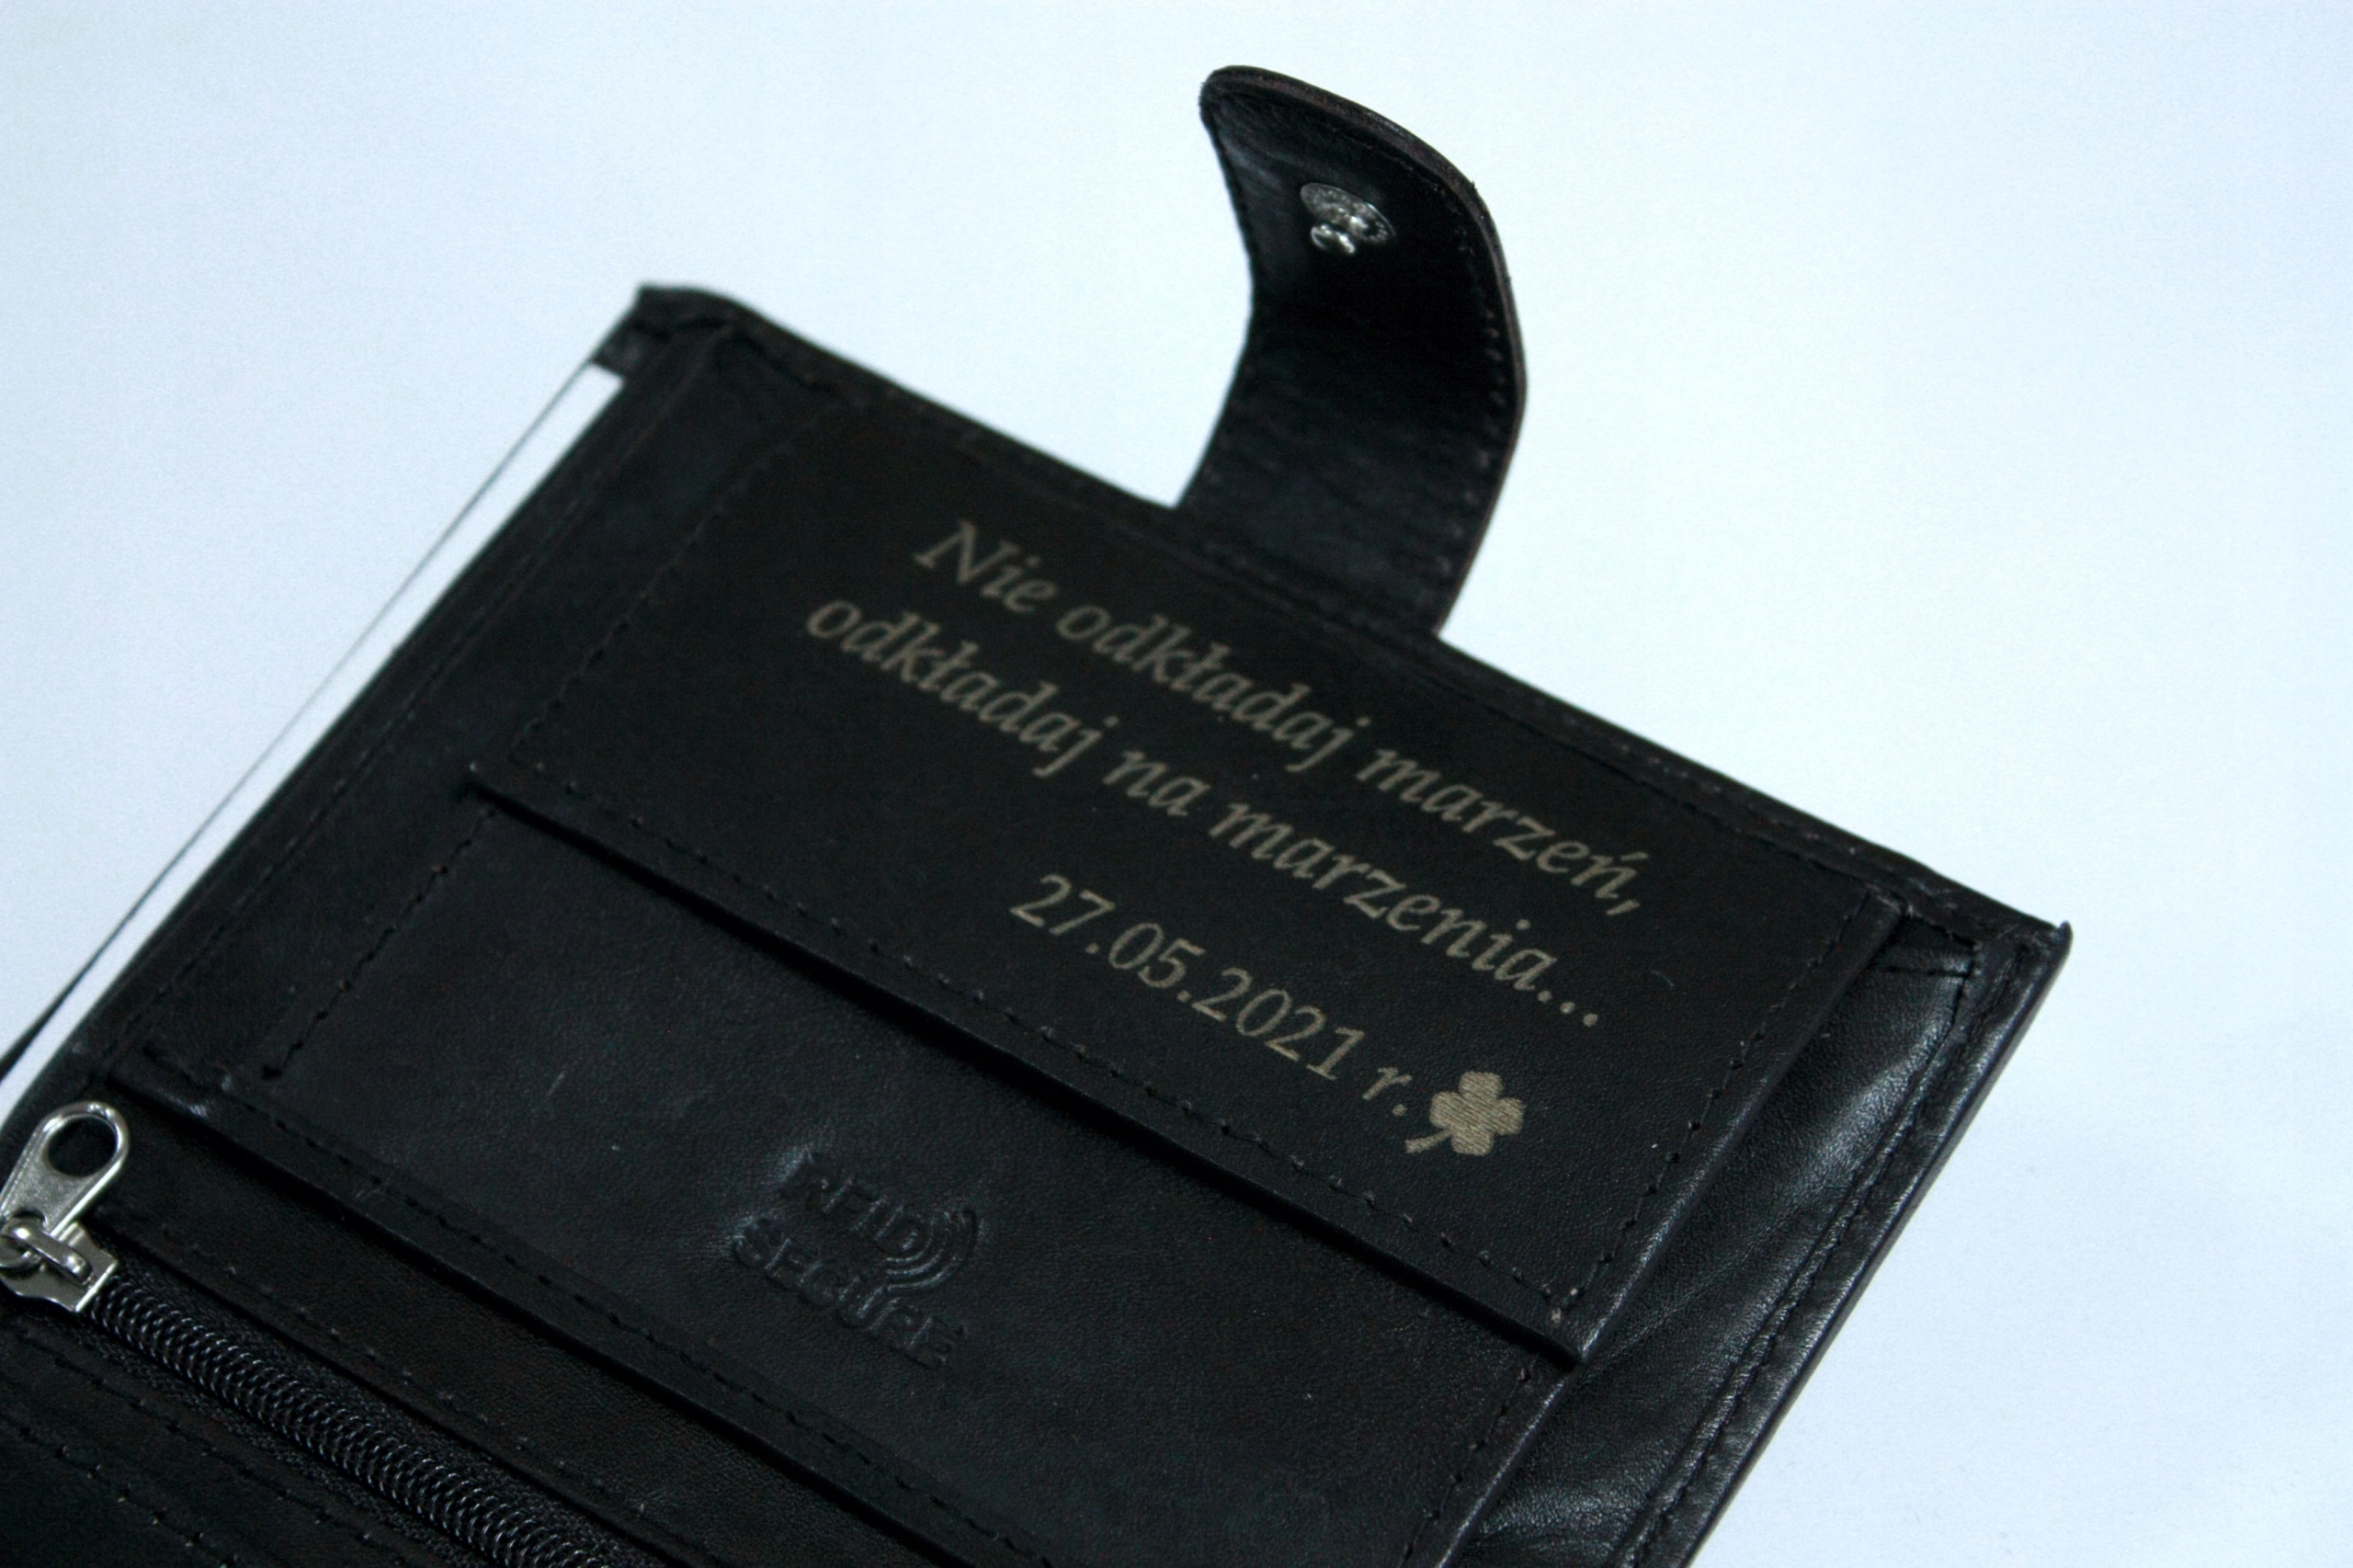 Nie odkładaj marzeń,
odkładaj na marzenia...
27.05.2021 r.
RFID
SECURE